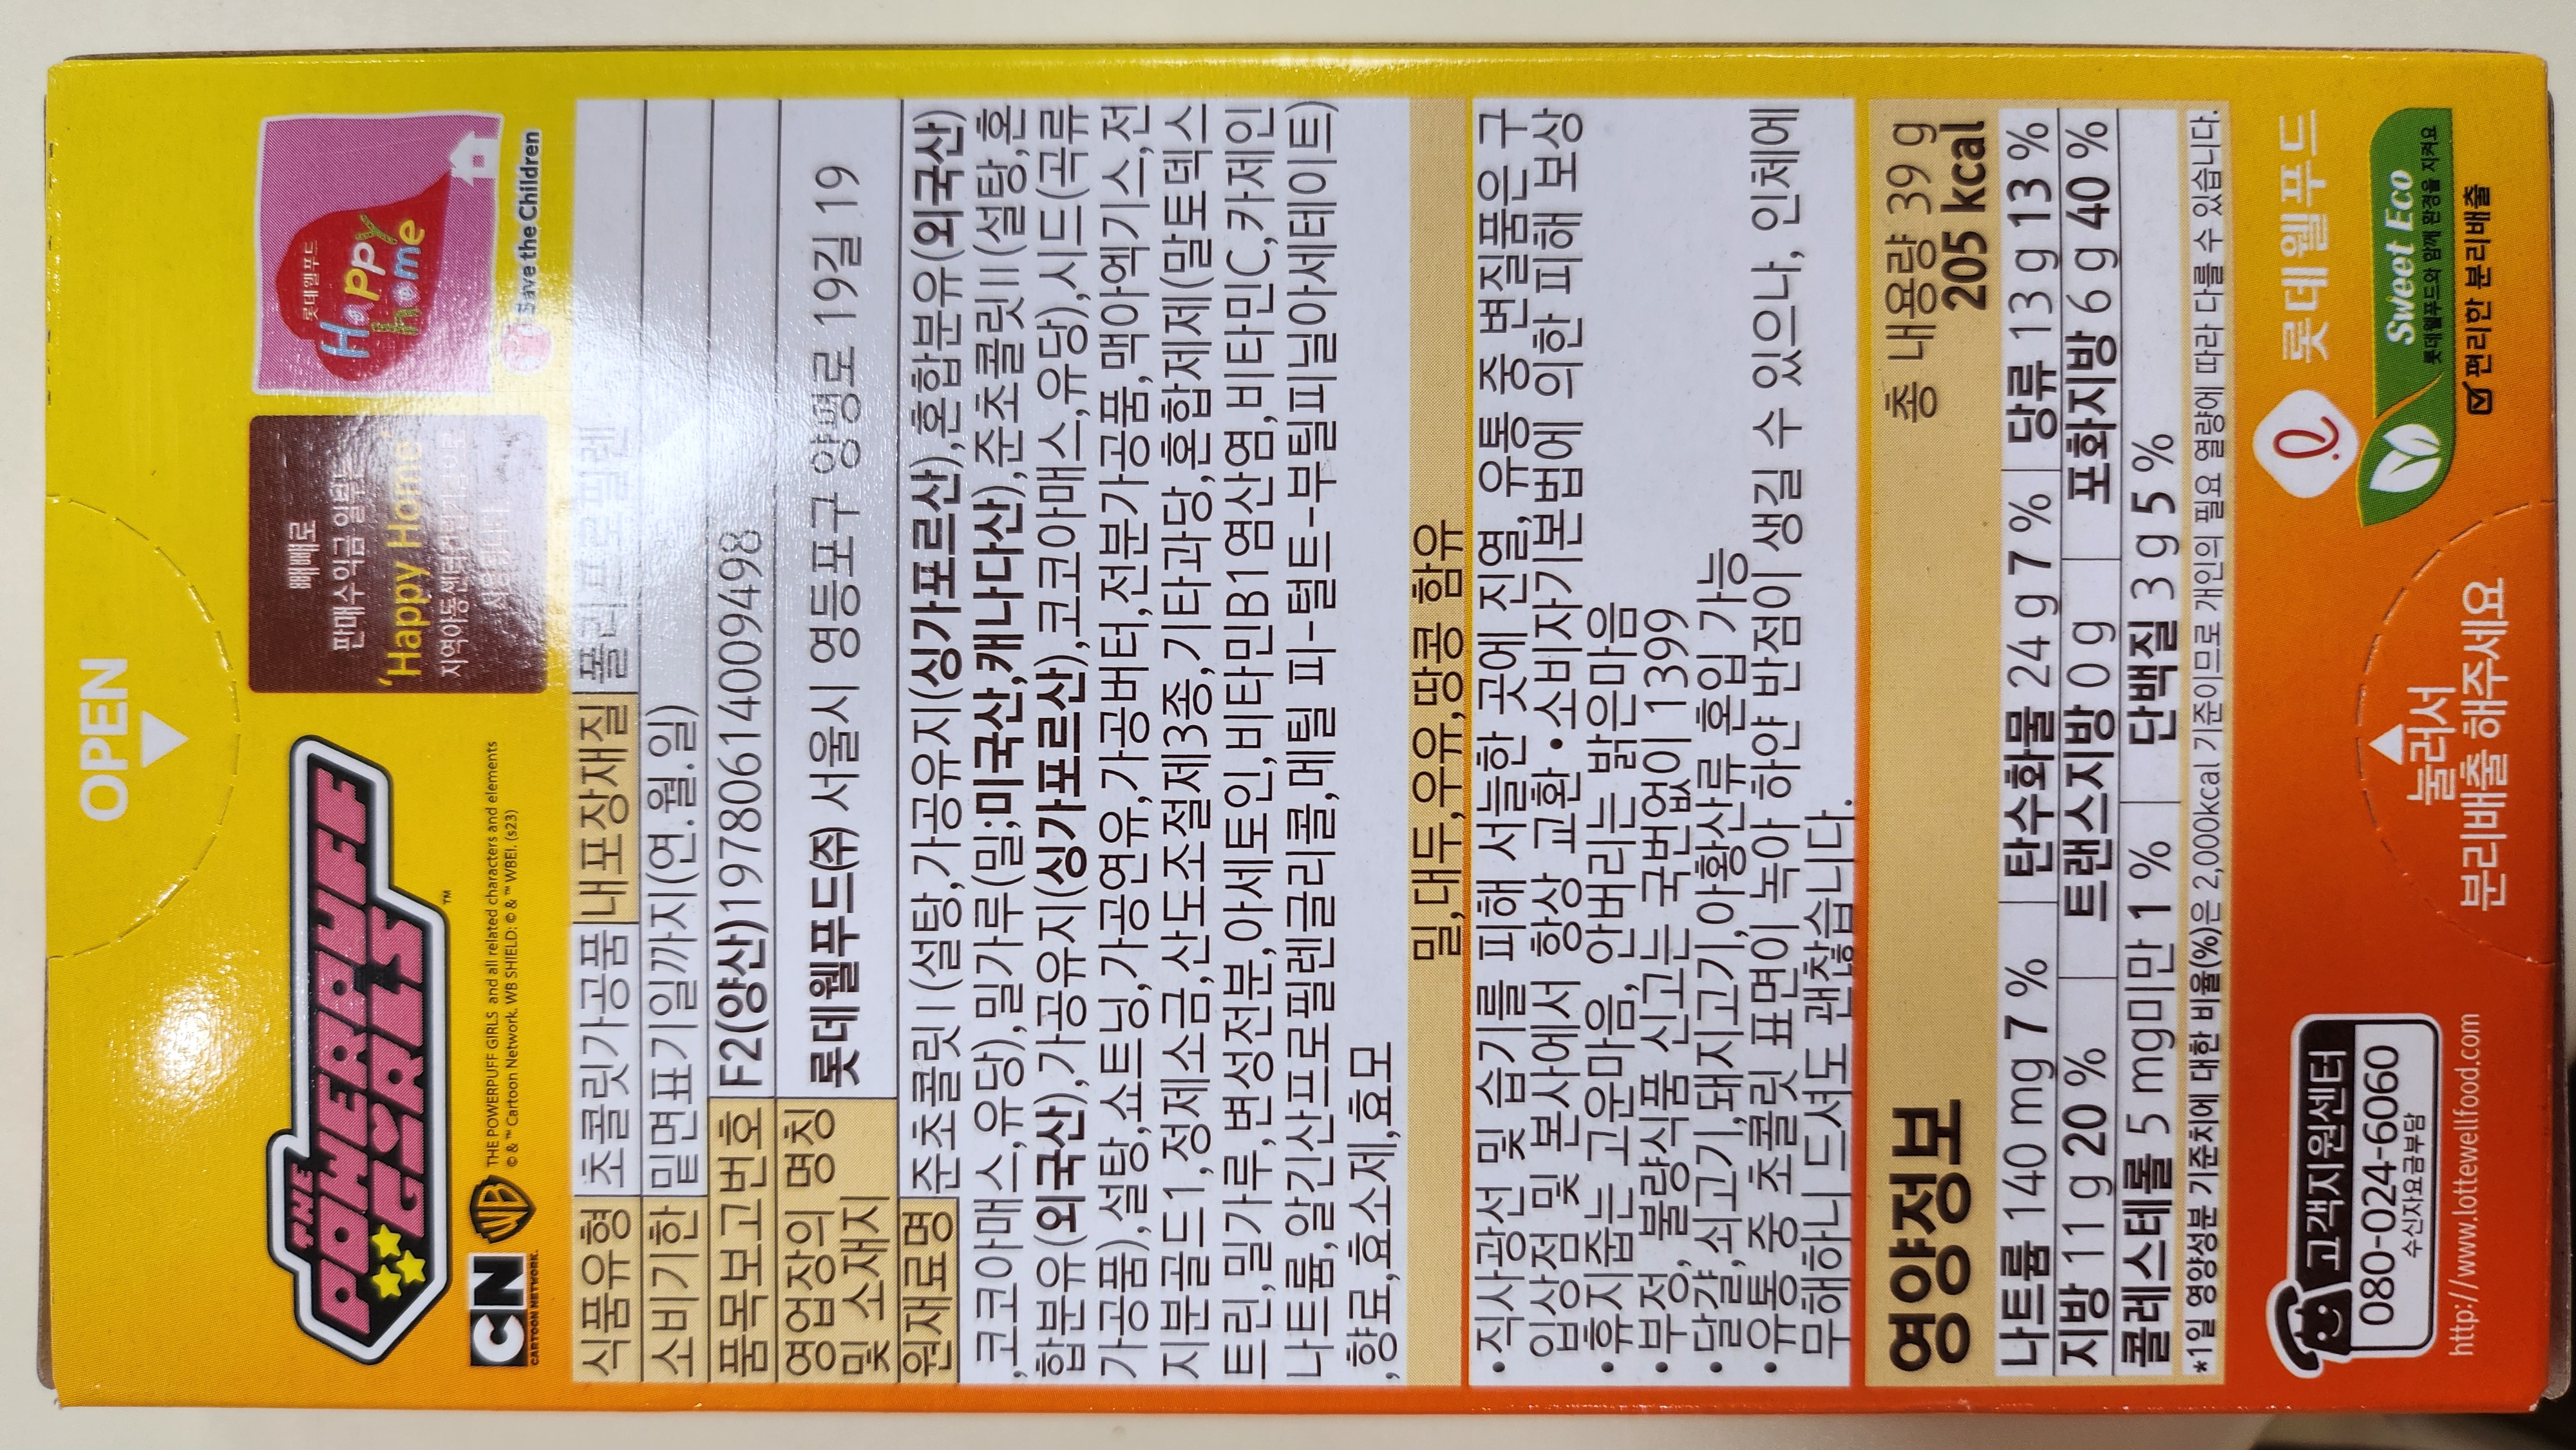 OPEN
THE
POWERPUFF
GIRLS
TM
빼빼로
판매수익금 일부는
'Happy Home'
지역아동센터건립기금으로
사용됩니다.
롯데웰푸드
Happy
home
Save the Children
CN
CARTOON NETWORK.
WB
THE POWERPUFF GIRLS and all related characters and elements
© & ™ Cartoon Network. WB SHIELD: © & ™ WBEI. (s23)
식품유형 초콜릿가공품 내포장재질 폴리프로필렌
소비기한 밑면표기일까지(연.월.일)
품목보고번호 F2(양산)19780614009498
영업장의 명칭
및 소재지
롯데웰푸드㈜ 서울시 영등포구 양평로 19길 19
원재료명 준초콜릿Ⅰ(설탕,가공유지(싱가포르산),혼합분유(외국산)
,코코아매스,유당),밀가루(밀;미국산,캐나다산),준초콜릿Ⅱ(설탕,혼
합분유(외국산),가공유지(싱가포르산),코코아매스,유당),시드(곡류
가공품),설탕,쇼트닝,가공연유,가공버터,전분가공품,맥아엑기스,전
지분골드1,정제소금,산도조절제3종,기타과당,혼합제제(말토덱스
트린,밀가루,변성전분,아세토인,비타민B1염산염,비타민C,카제인
나트륨,알긴산프로필렌글리콜,메틸 피-털트-부틸피닐아세테이트)
,향료,효소제,효모
밀,대두,우유,땅콩 함유
•직사광선 및 습기를 피해 서늘한 곳에 진열, 유통 중 변질품은 구
입상점 및 본사에서 항상 교환 •소비자기본법에 의한 피해 보상
•휴지줍는 고운마음, 안버리는 밝은마음
•부정, 불량식품 신고는 국번없이 1399
•달걀,쇠고기,돼지고기,아황산류 혼입 가능
•유통 중 초콜릿 표면이 녹아 하얀 반점이 생길 수 있으나, 인체에
무해하니 드셔도 괜찮습니다.
영양정보
총 내용량 39 g
205 kcal
나트륨 140 mg 7 % 탄수화물 24 g 7 % 당류 13 g 13 %
지방 11 g 20 % 트랜스지방 0 g 포화지방 6 g 40 %
콜레스테롤 5 mg미만 1 % 단백질 3 g 5 %
*1일 영양성분 기준치에 대한 비율(%)은 2,000kcal 기준이므로 개인의 필요 열량에 따라 다를 수 있습니다.
고객지원센터
080-024-6060
수신자요금부담
http://www.lottewellfood.com
눌러서
분리배출 해주세요
롯데웰푸드
Sweet Eco
롯데웰푸드와 함께 환경을 지켜요
편리한 분리배출